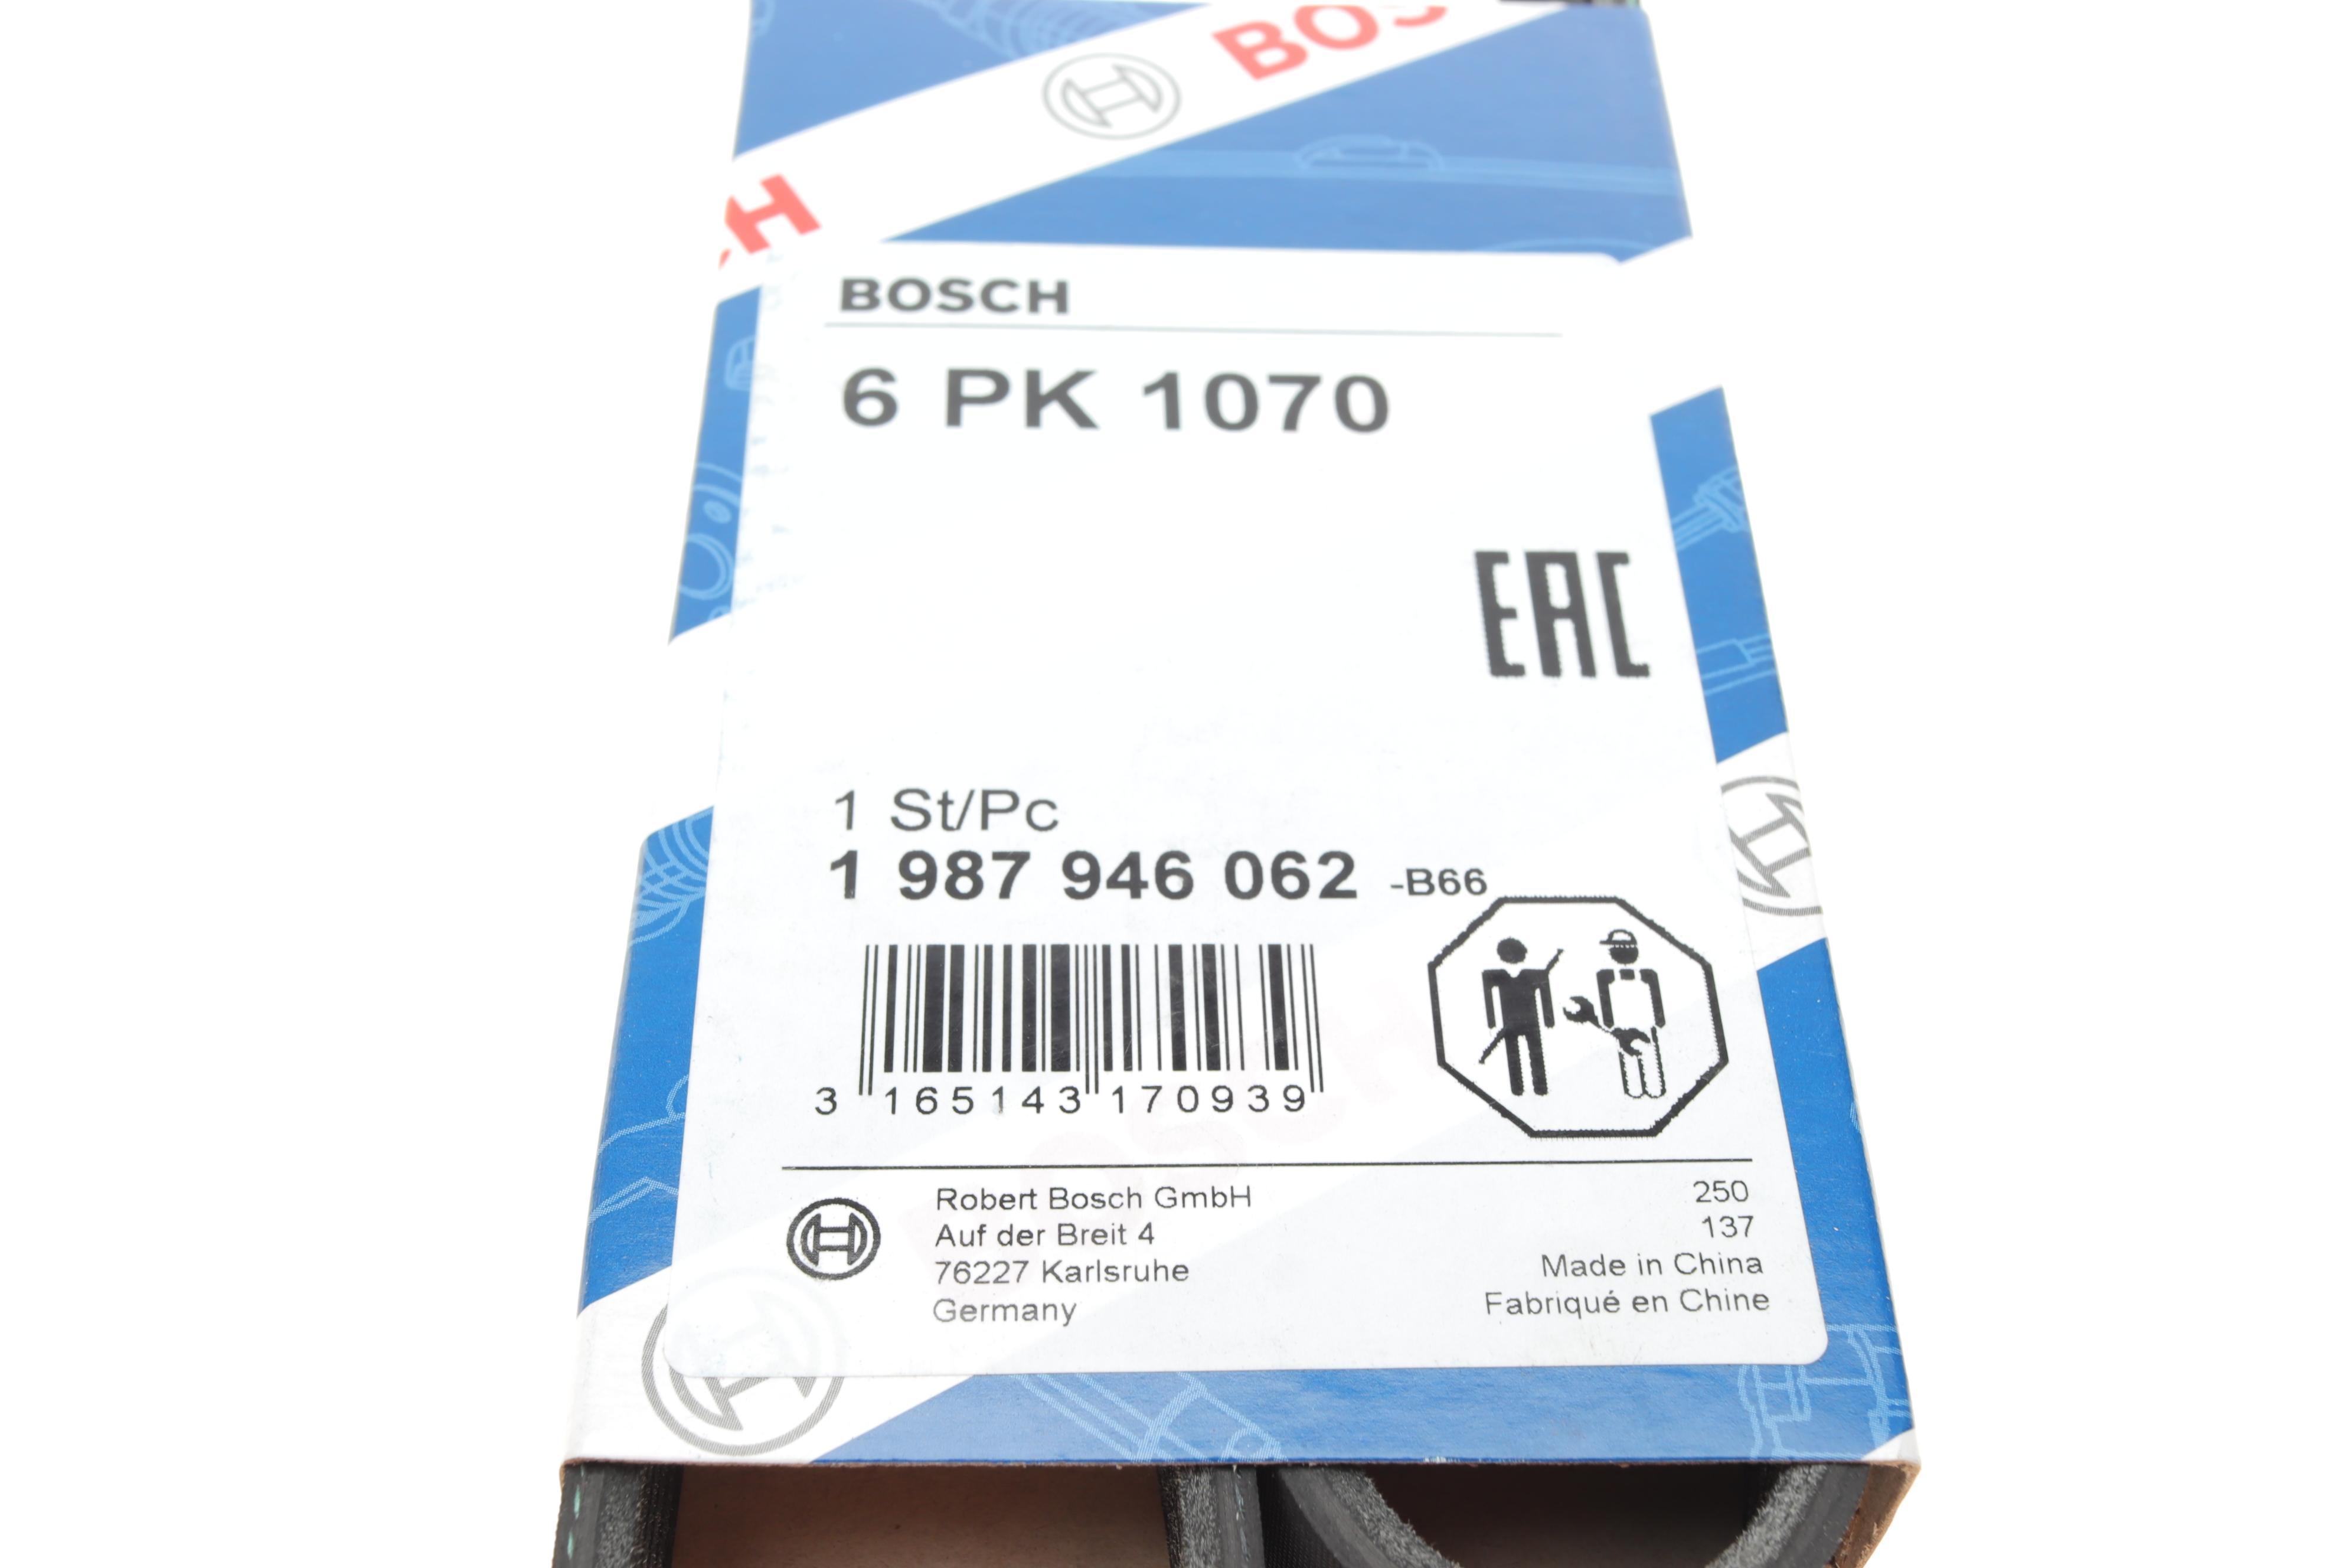 BOSCH
6 PK 1070
EAC
1 St/Pc
1 987 946 062 -B66
3 165143 170939
Robert Bosch GmbH
Auf der Breit 4
76227 Karlsruhe
Germany
250
137
Made in China
Fabriqué en Chine